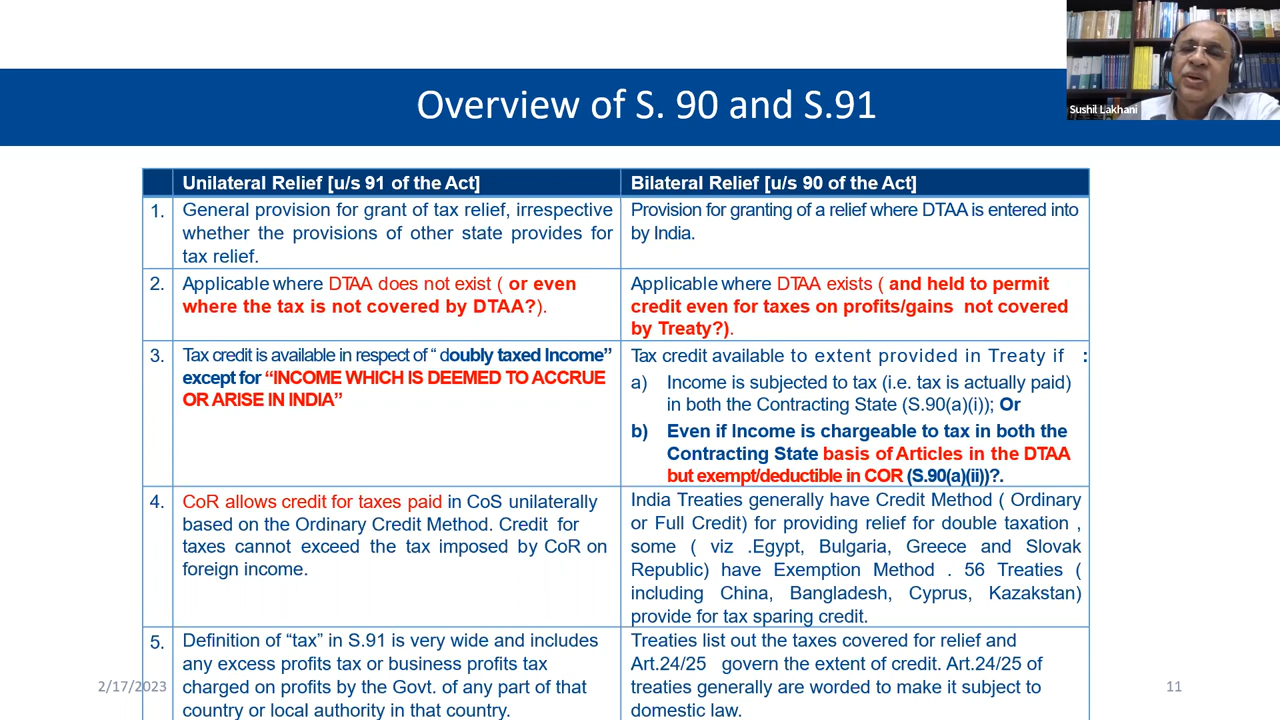 Sushil Lakhani
Overview of S. 90 and S.91
Unilateral Relief [u/s 91 of the Act]
Bilateral Relief [u/s 90 of the Act]
1.
General provision for grant of tax relief, irrespective
whether the provisions of other state provides for
tax relief.
Provision for granting of a relief where DTAA is entered into
by India.
2.
Applicable where DTAA does not exist ( or even
where the tax is not covered by DTAA?).
Applicable where DTAA exists ( and held to permit
credit even for taxes on profits/gains not covered
by Treaty?).
3.
Tax credit is available in respect of “ doubly taxed Income”
except for “INCOME WHICH IS DEEMED TO ACCRUE
OR ARISE IN INDIA”
Tax credit available to extent provided in Treaty if :
a) Income is subjected to tax (i.e. tax is actually paid)
in both the Contracting State (S.90(a)(i)); Or
b) Even if Income is chargeable to tax in both the
Contracting State basis of Articles in the DTAA
but exempt/deductible in COR (S.90(a)(ii))?.
4.
CoR allows credit for taxes paid in CoS unilaterally
based on the Ordinary Credit Method. Credit for
taxes cannot exceed the tax imposed by CoR on
foreign income.
India Treaties generally have Credit Method ( Ordinary
or Full Credit) for providing relief for double taxation ,
some ( viz .Egypt, Bulgaria, Greece and Slovak
Republic) have Exemption Method . 56 Treaties (
including China, Bangladesh, Cyprus, Kazakstan)
provide for tax sparing credit.
5.
Definition of “tax” in S.91 is very wide and includes
any excess profits tax or business profits tax
charged on profits by the Govt. of any part of that
country or local authority in that country.
Treaties list out the taxes covered for relief and
Art.24/25 govern the extent of credit. Art.24/25 of
treaties generally are worded to make it subject to
domestic law.
2/17/2023
11